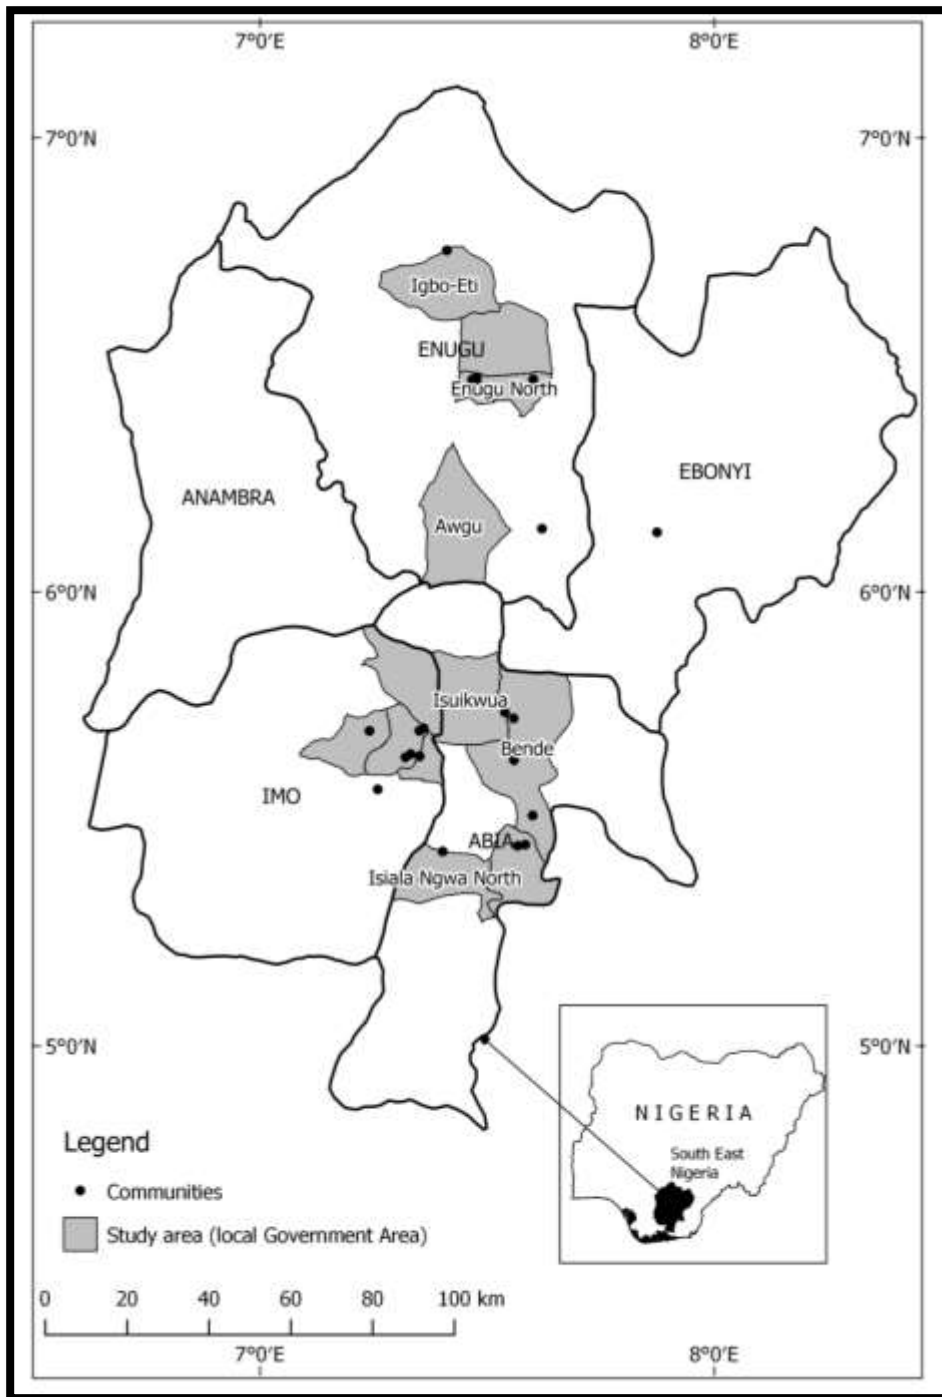 7°0'E 8°0'E
7°0'N 7°0'N
Igbo-Eti
ENUGU
Enugu North
EBONYI
ANAMBRA
Awgu
6°0'N 6°0'N
Isuikwua
Bende
IMO
ABIA
Isiala Ngwa North
5°0'N 5°0'N
NIGERIA
South East
Nigeria
Legend
Communities
Study area (local Government Area)
0 20 40 60 80 100 km
7°0'E 8°0'E